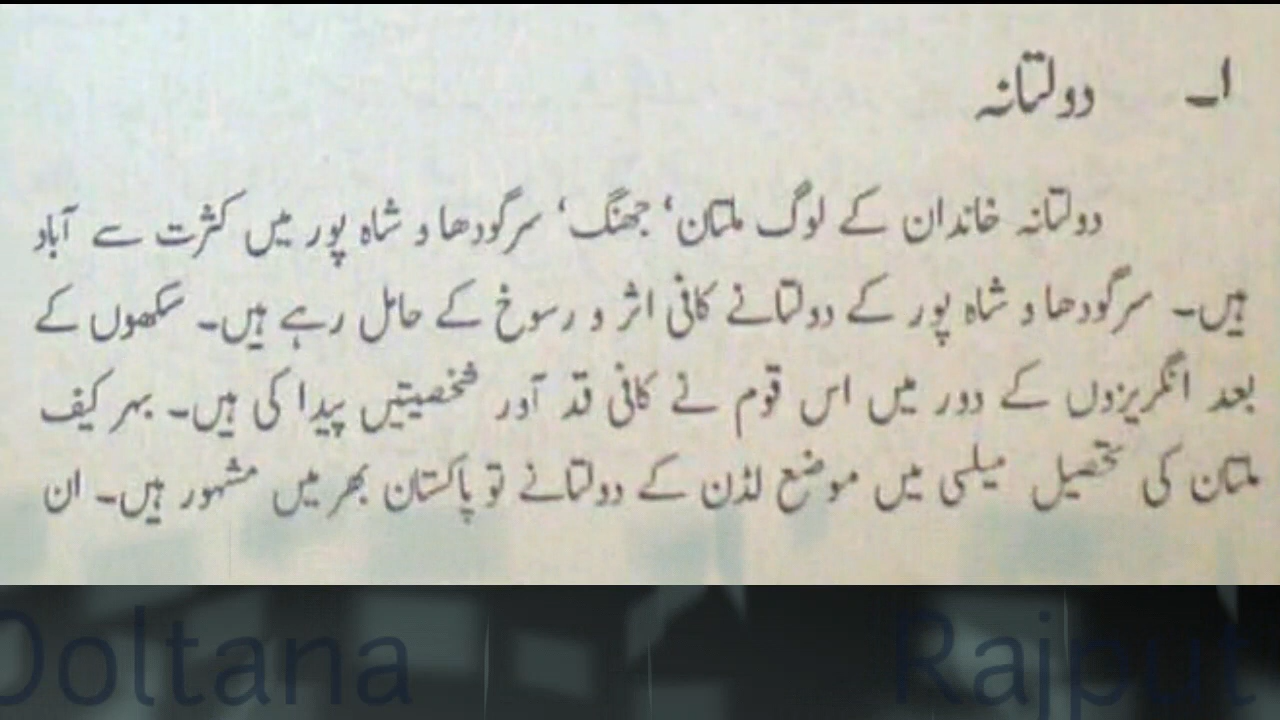 ۱۔ دولتانہ
دولتانہ خاندان کے لوگ ملتان، جھنگ، سرگودھا و شاہ پور میں کثرت سے آباد
ہیں۔ سرگودھا و شاہ پور کے دولتانے کافی اثر و رسوخ کے حامل رہے ہیں۔ سکھوں کے
بعد انگریزوں کے دور میں اس قوم نے کافی قد آور شخصیتیں پیدا کی ہیں۔ بہر کیف
ملتان کی تحصیل میلسی میں موضع لڈن کے دولتانے تو پاکستان بھر میں مشہور ہیں۔ ان
Doltana Rajput